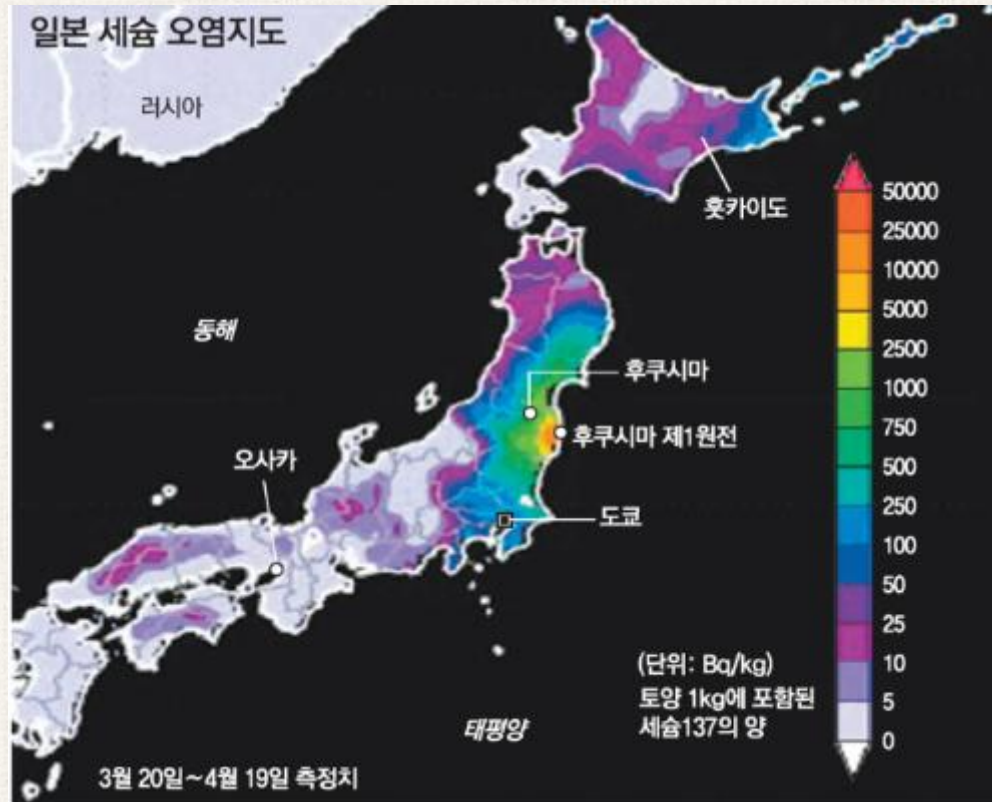 일본 세슘 오염지도
러시아
훗카이도
동해
후쿠시마
후쿠시마 제1원전
오사카
도쿄
50000
25000
10000
5000
2500
1000
750
500
250
100
50
25
10
5
0
(단위: Bq/kg)
토양 1kg에 포함된
세슘137의 양
태평양
3월 20일~4월 19일 측정치